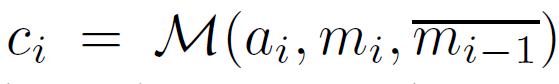 $c_i = \mathcal{M}(a_i, m_i, \overline{m_{i-1}})$